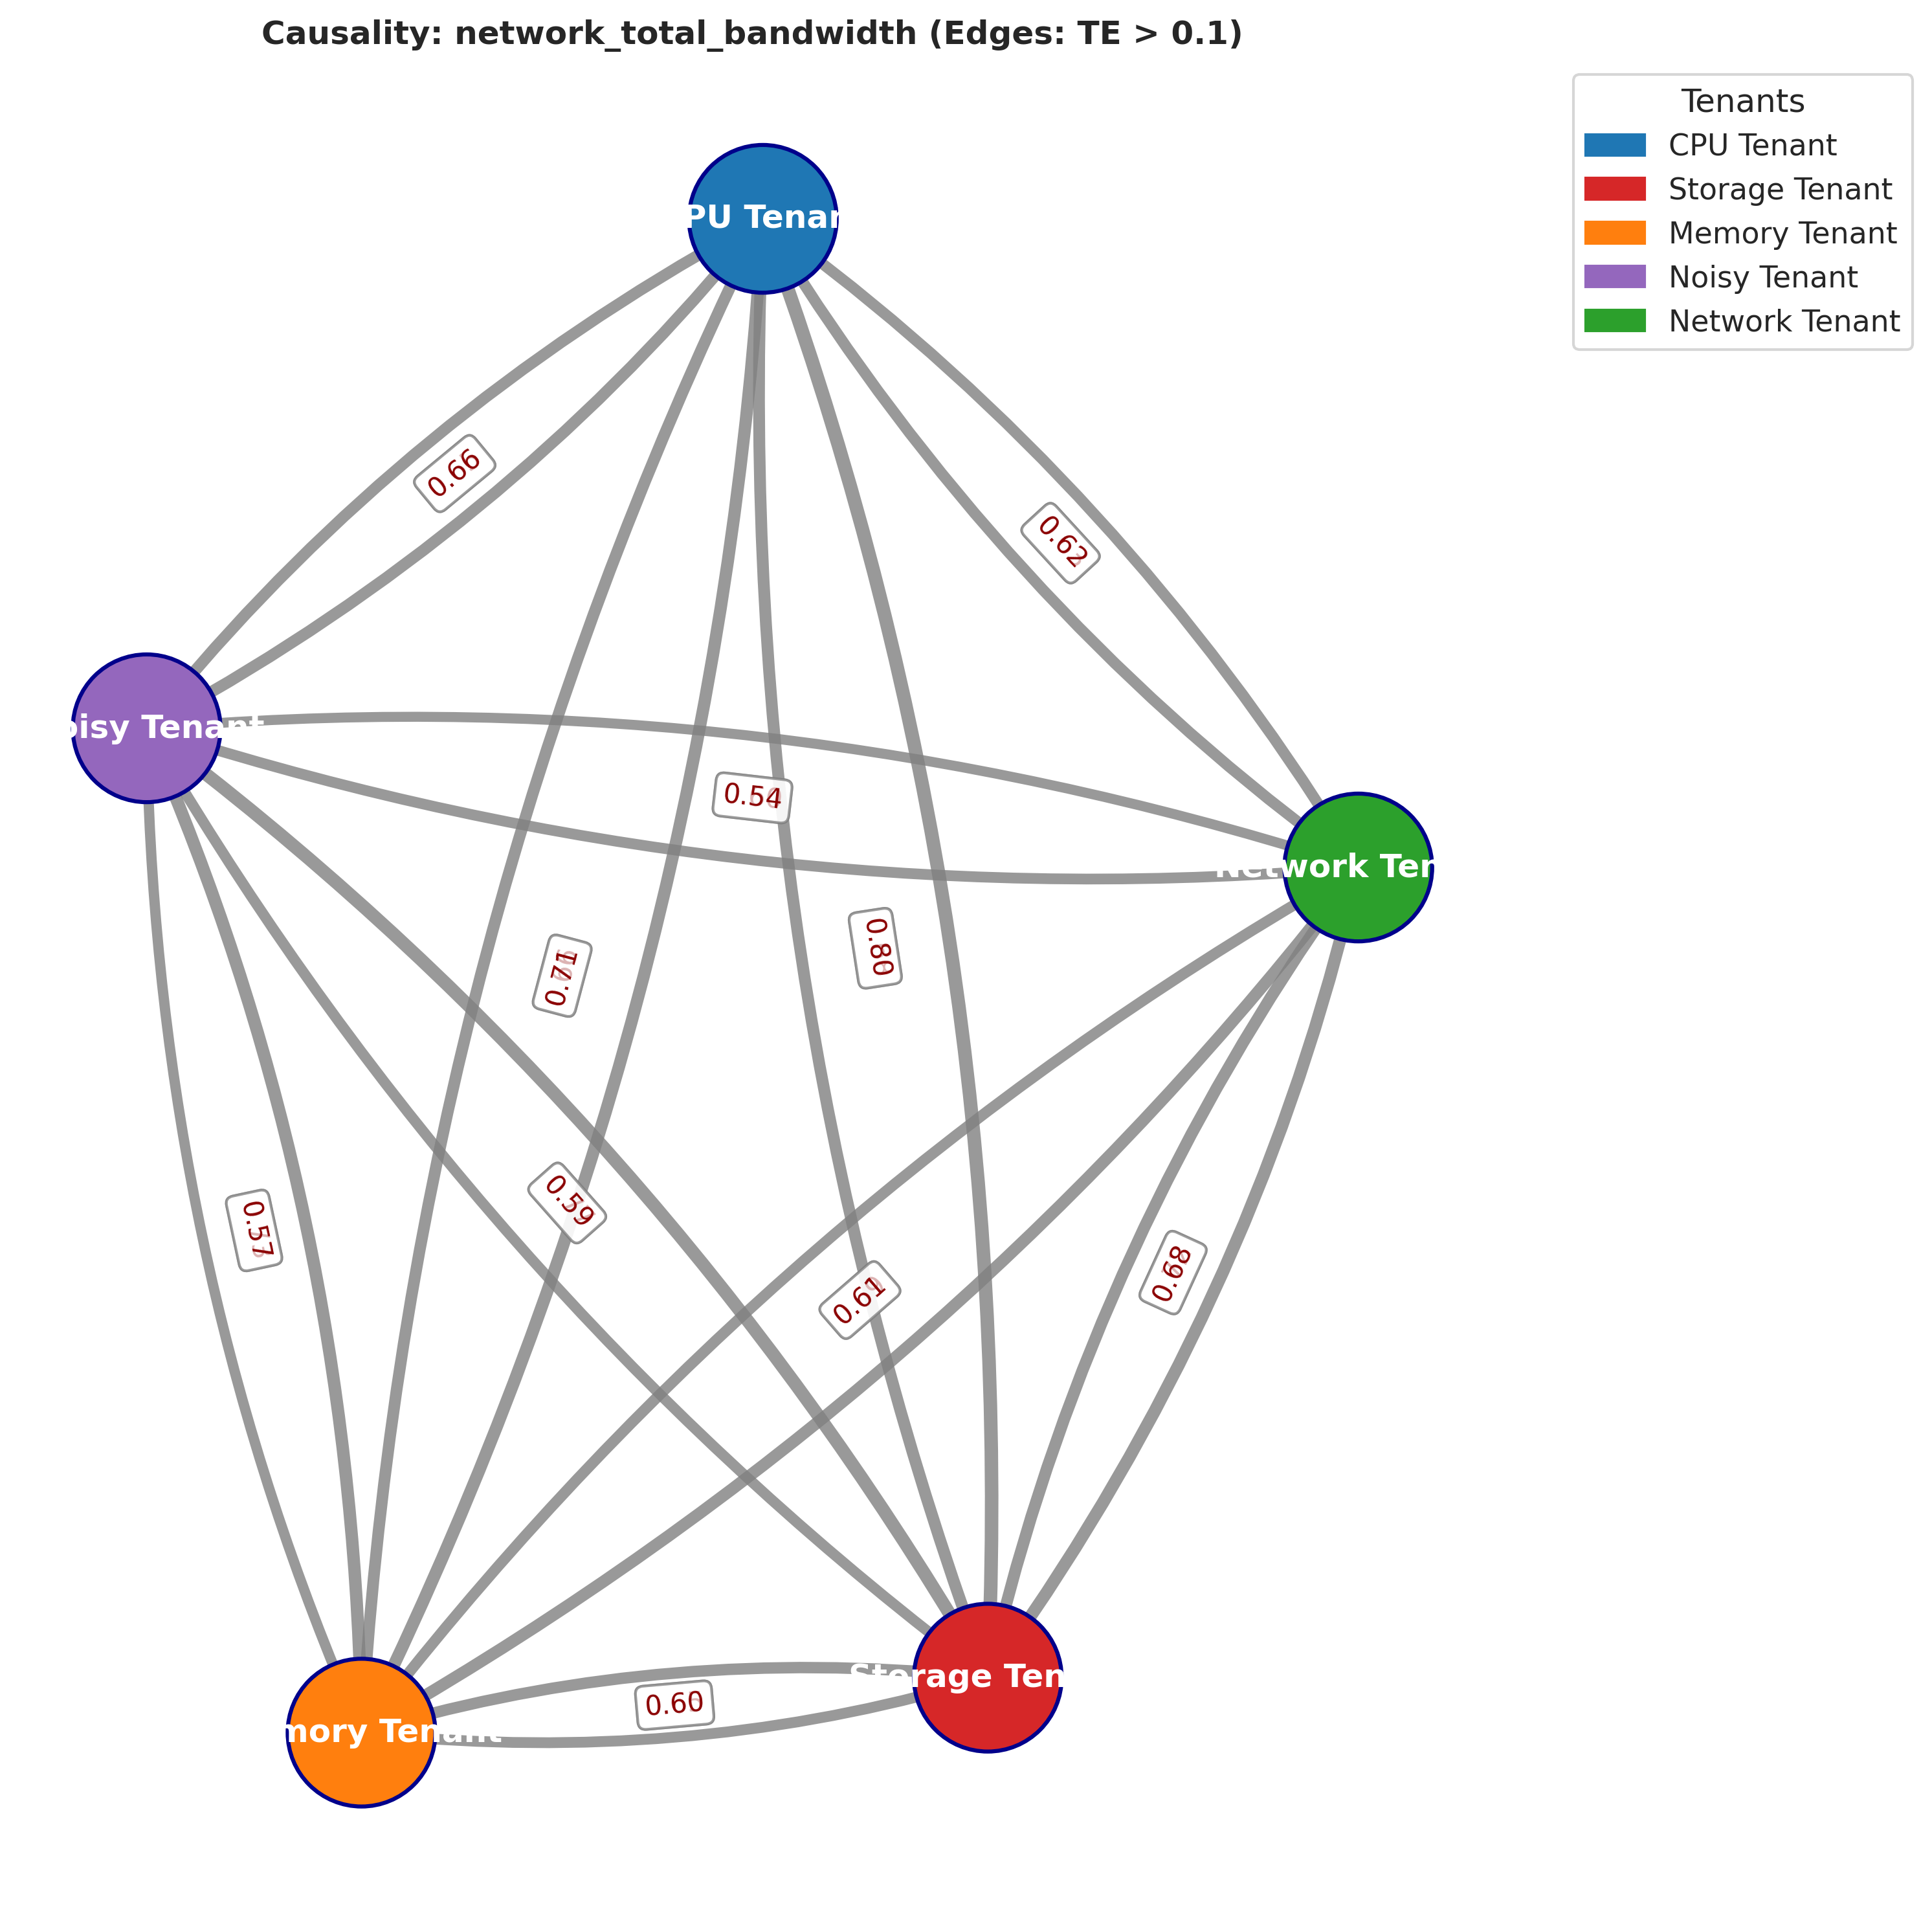 Causality: network_total_bandwidth (Edges: TE > 0.1)
Tenants
CPU Tenant
Storage Tenant
Memory Tenant
Noisy Tenant
Network Tenant
PU Tenan
0.66
0.62
oisy Tenant
0.54
Network Ten
0.80
0.71
0.59
0.57
0.61
0.68
Storage Ten
0.60
mory Tenant